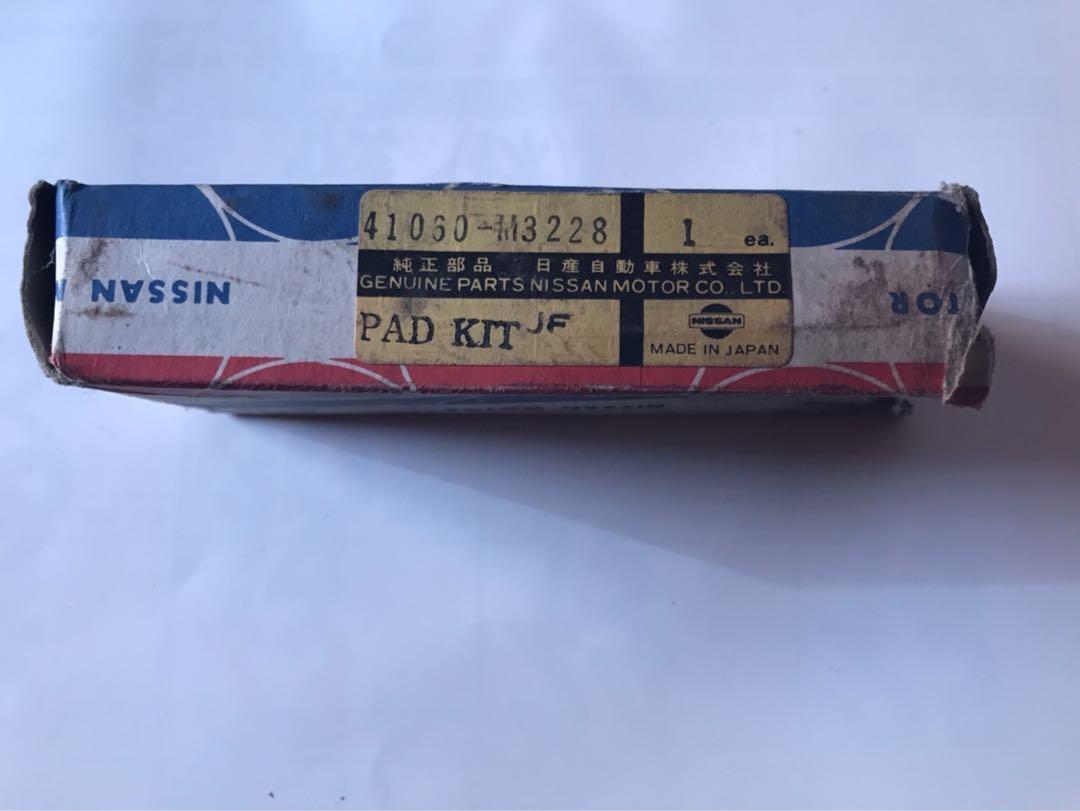 41060-M3228 1 ea.
純正部品 日産自動車株式会社
GENUINE PARTS NISSAN MOTOR CO., LTD.
PAD KIT JF
NISSAN
MADE IN JAPAN
NISSAN
TOR